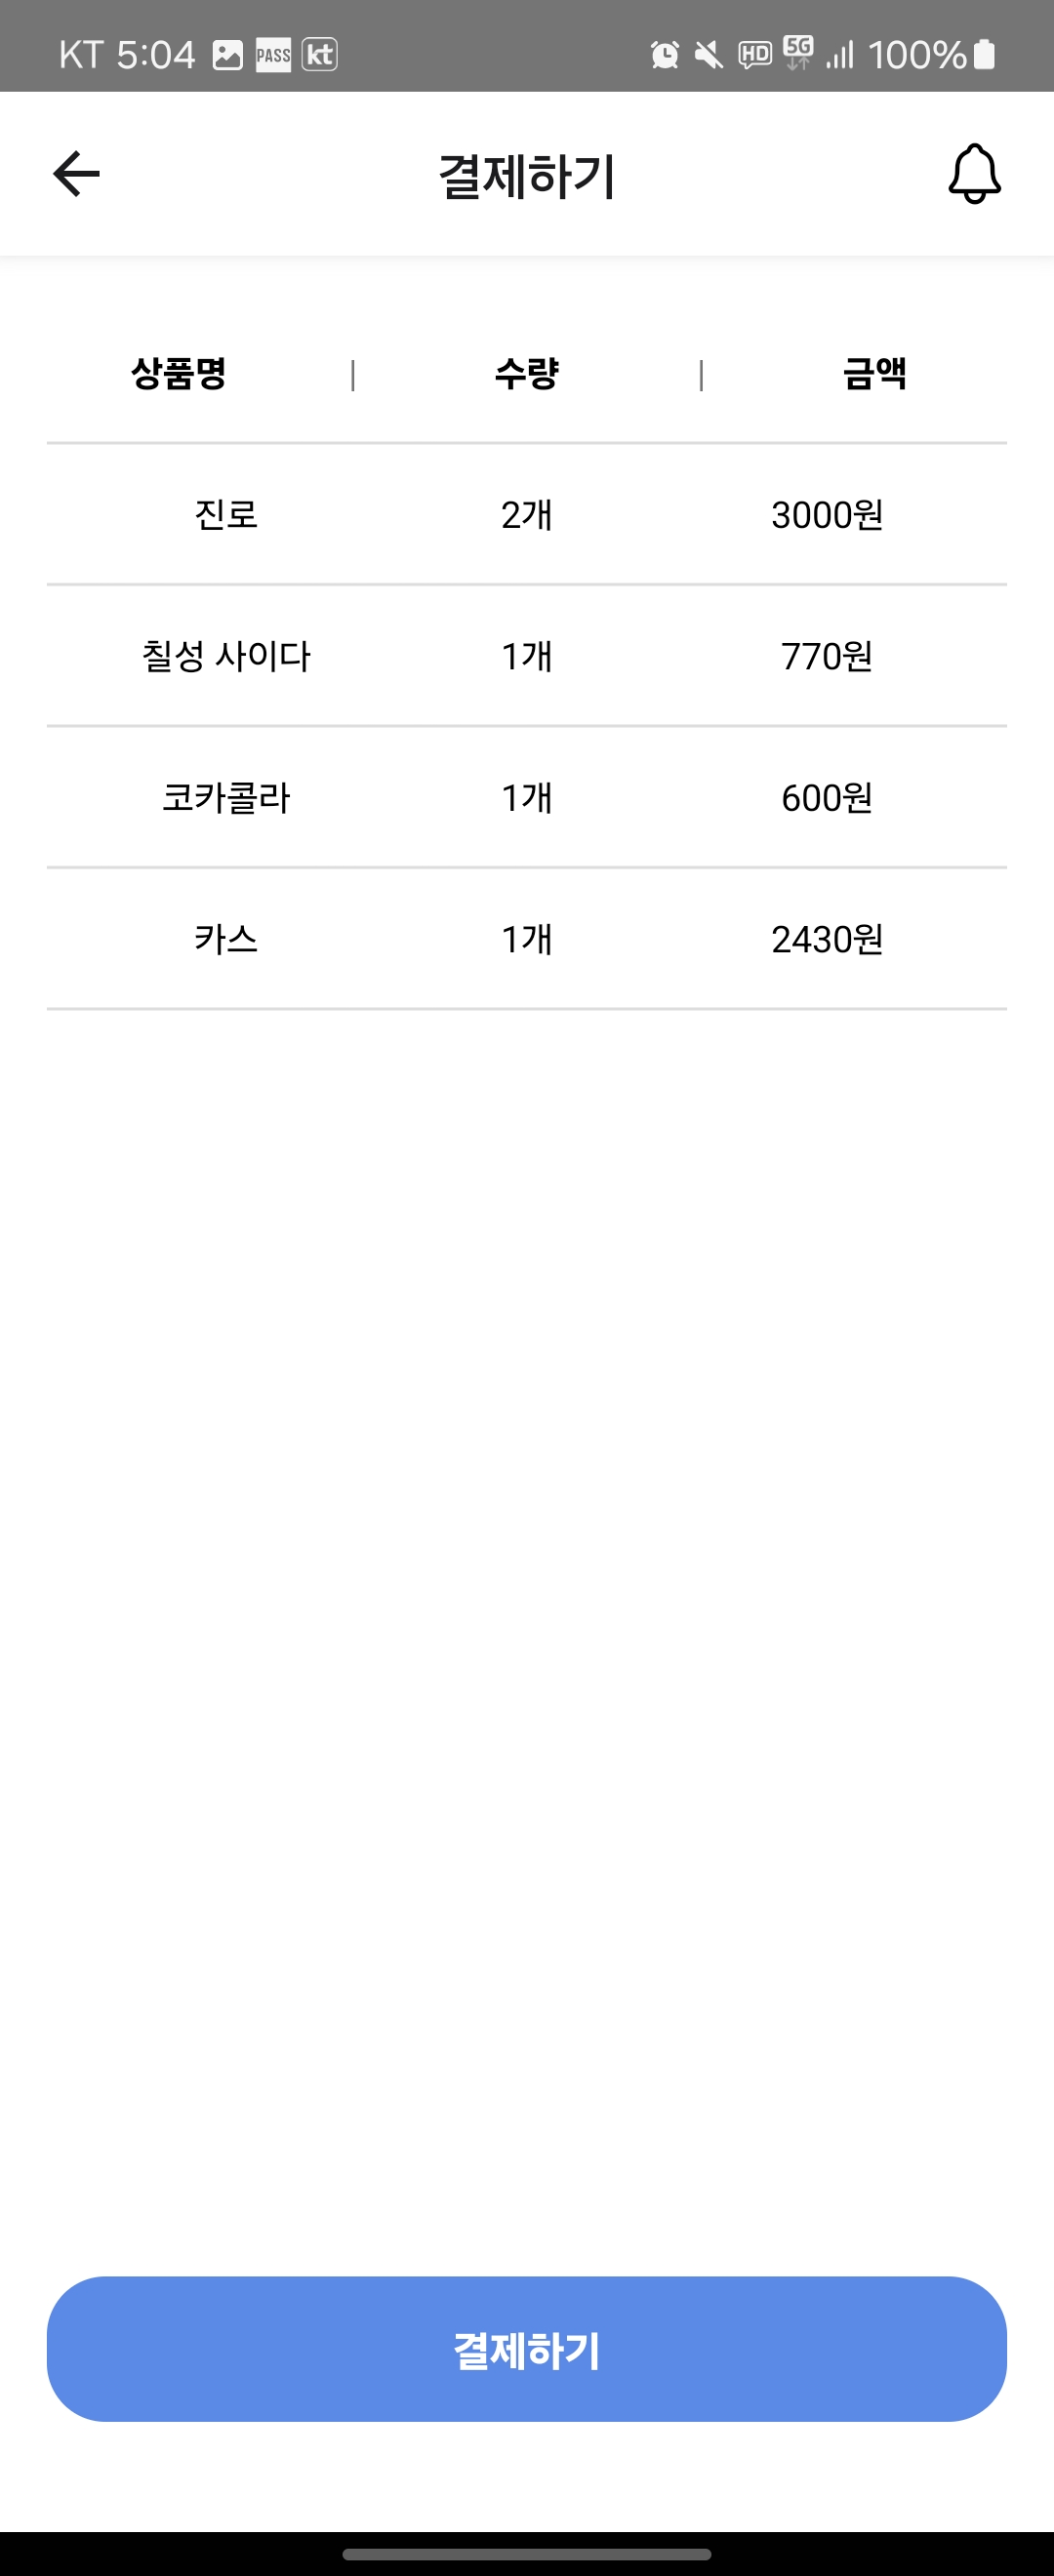 KT 5:04 PASS kt HD 5G 100%
결제하기
상품명 | 수량 | 금액
진로 2개 3000원
칠성 사이다 1개 770원
코카콜라 1개 600원
카스 1개 2430원
결제하기